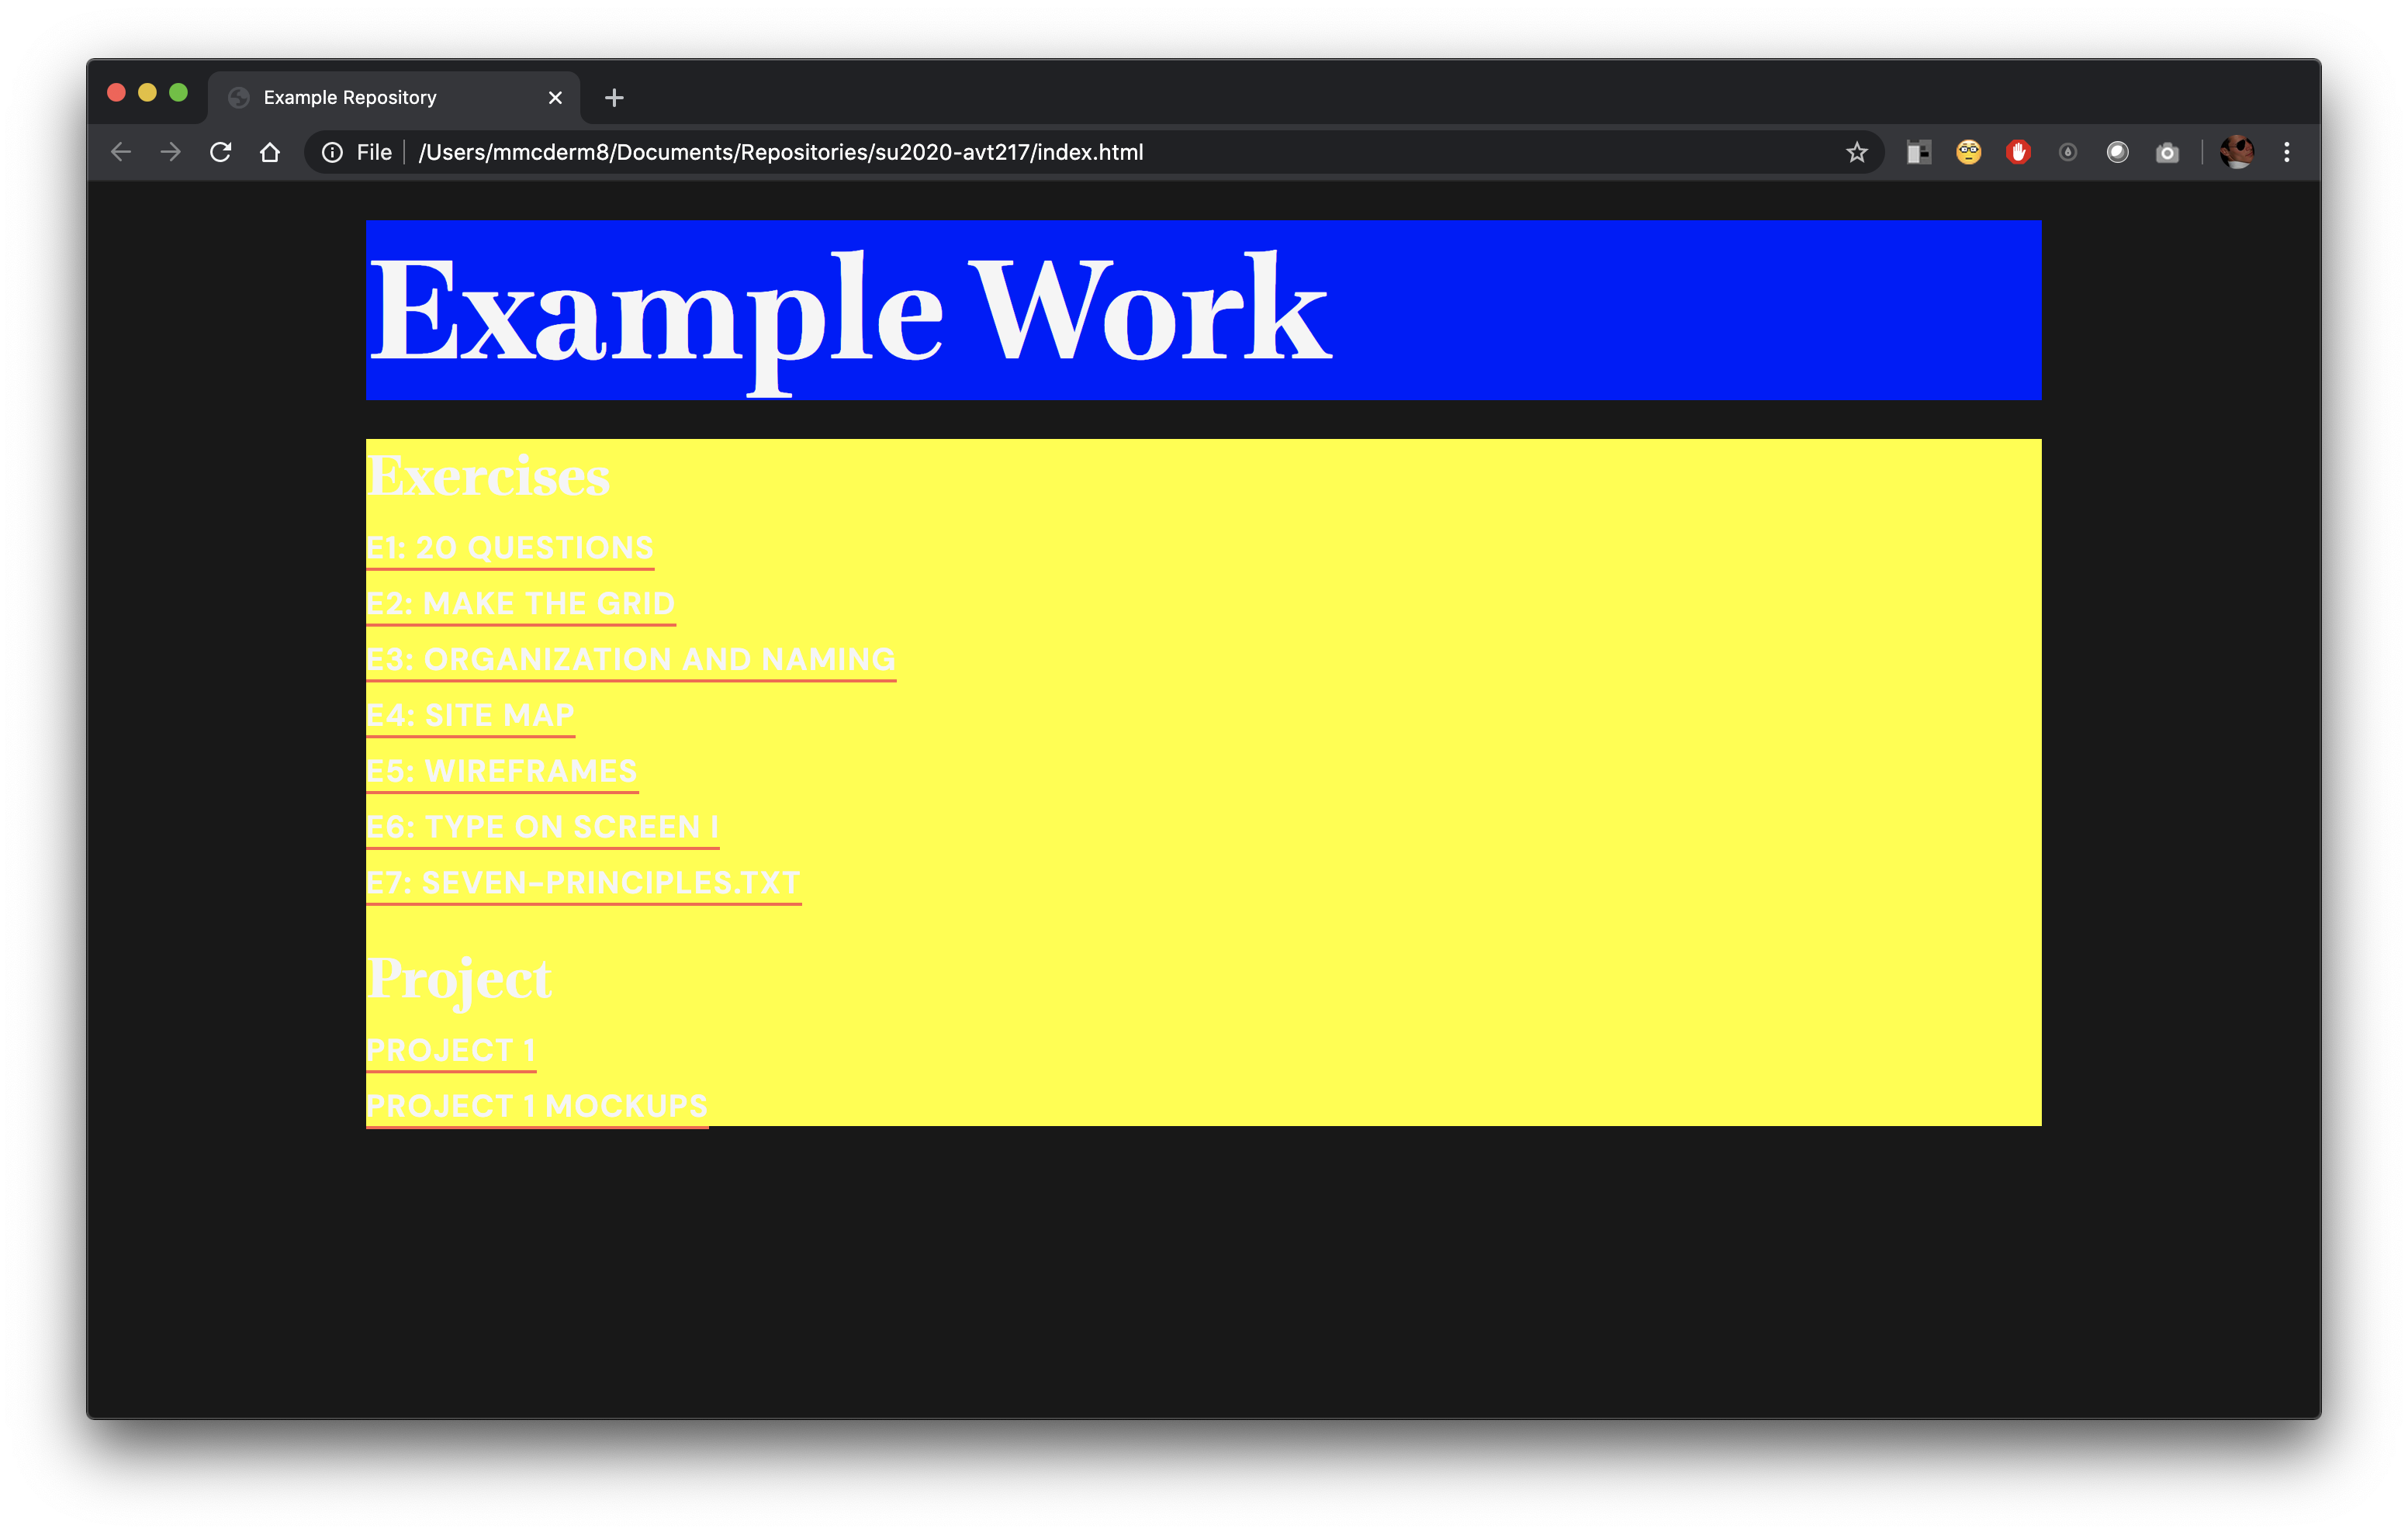 Example Repository
File
/Users/mmcderm8/Documents/Repositories/su2020-avt217/index.html
Example Work
Exercises
E1: 20 QUESTIONS
E2: MAKE THE GRID
E3: ORGANIZATION AND NAMING
E4: SITE MAP
E5: WIREFRAMES
E6: TYPE ON SCREEN I
E7: SEVEN-PRINCIPLES.TXT
Project
PROJECT 1
PROJECT 1 MOCKUPS